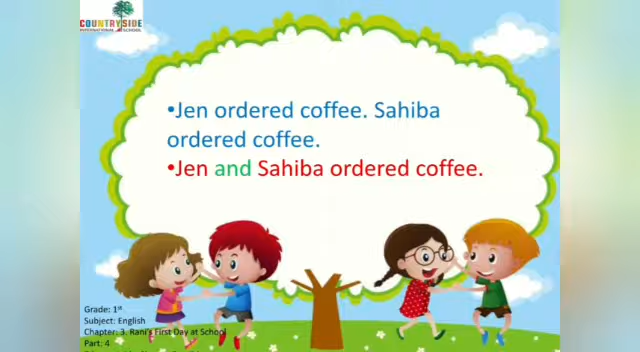 COUNTRYSIDE
INTERNATIONAL SCHOOL
•Jen ordered coffee. Sahiba
ordered coffee.
•Jen and Sahiba ordered coffee.
Grade: 1st
Subject: English
Chapter: 3. Rani's First Day at School
Part: 4